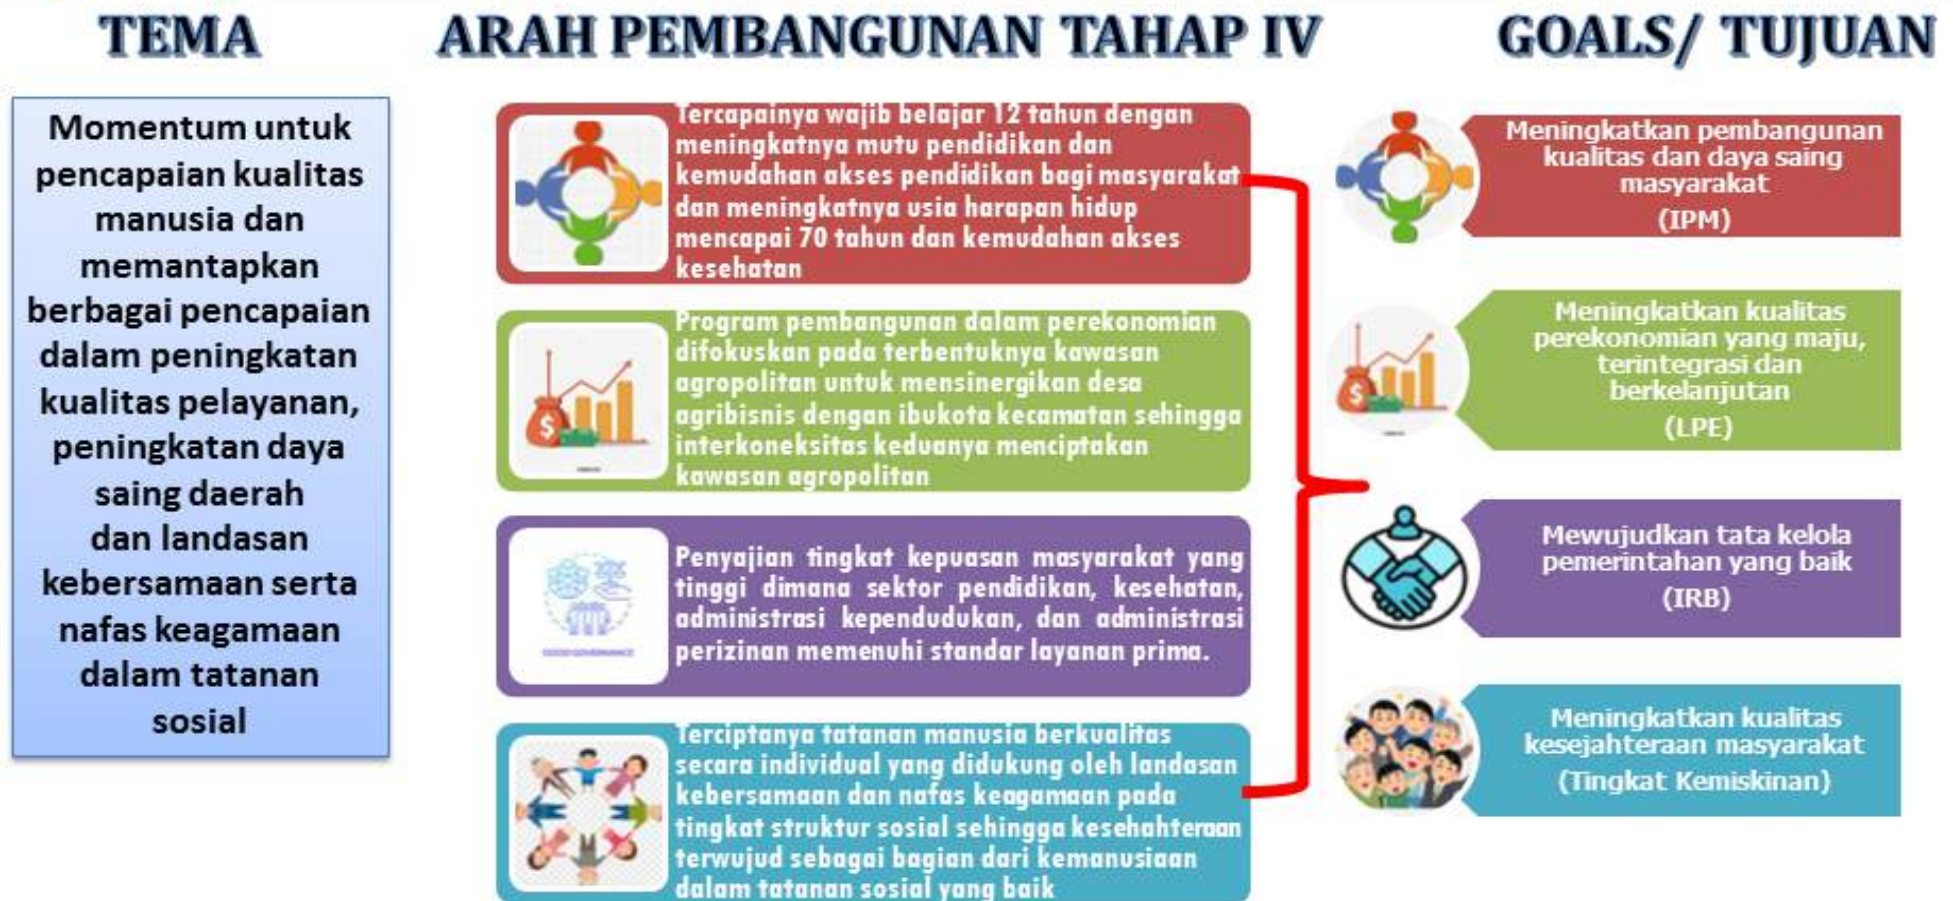 TEMA
ARAH PEMBANGUNAN TAHAP IV
GOALS/ TUJUAN
Momentum untuk
pencapaian kualitas
manusia dan
memantapkan
berbagai pencapaian
dalam peningkatan
kualitas pelayanan,
peningkatan daya
saing daerah
dan landasan
kebersamaan serta
nafas keagamaan
dalam tatanan
sosial
Tercapainya wajib belajar 12 tahun dengan
meningkatnya mutu pendidikan dan
kemudahan akses pendidikan bagi masyarakat
dan meningkatnya usia harapan hidup
mencapai 70 tahun dan kemudahan akses
kesehatan
Program pembangunan dalam perekonomian
difokuskan pada terbentuknya kawasan
agropolitan untuk mensinergikan desa
agribisnis dengan ibukota kecamatan sehingga
interkoneksitas keduanya menciptakan
kawasan agropolitan
GOOD GOVERNANCE
Penyajian tingkat kepuasan masyarakat yang
tinggi dimana sektor pendidikan, kesehatan,
administrasi kependudukan, dan administrasi
perizinan memenuhi standar layanan prima.
Terciptanya tatanan manusia berkualitas
secara individual yang didukung oleh landasan
kebersamaan dan nafas keagamaan pada
tingkat struktur sosial sehingga kesehahteraan
terwujud sebagai bagian dari kemanusiaan
dalam tatanan sosial yang baik
Meningkatkan pembangunan
kualitas dan daya saing
masyarakat
(IPM)
Meningkatkan kualitas
perekonomian yang maju,
terintegrasi dan
berkelanjutan
(LPE)
Mewujudkan tata kelola
pemerintahan yang baik
(IRB)
Meningkatkan kualitas
kesejahteraan masyarakat
(Tingkat Kemiskinan)